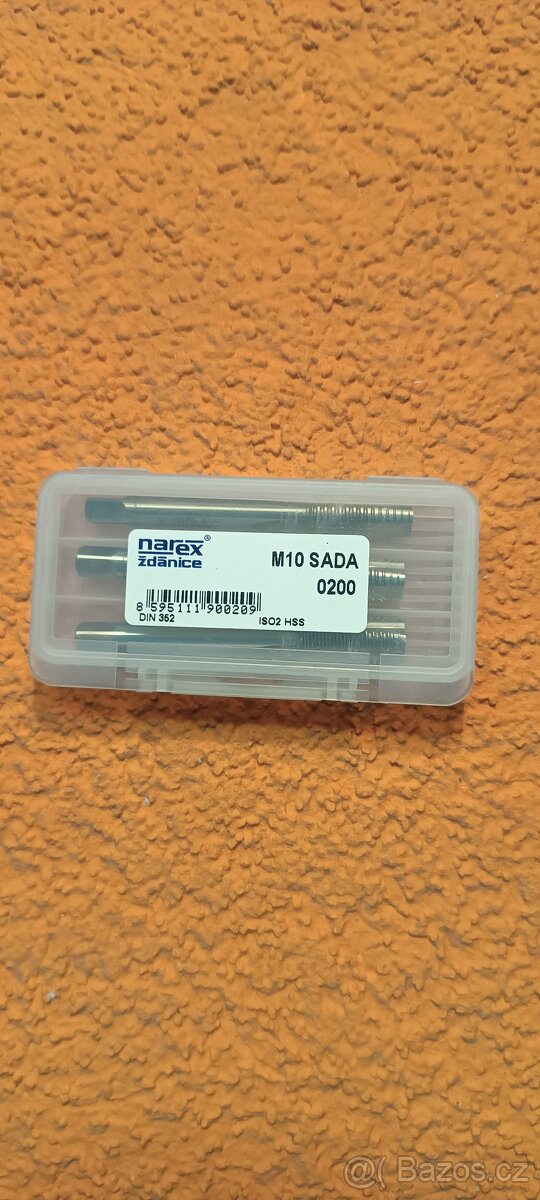 narex®
ždánice
M10 SADA
0200
8 595111 900209
DIN 352
ISO2 HSS
@( Bazos.cz